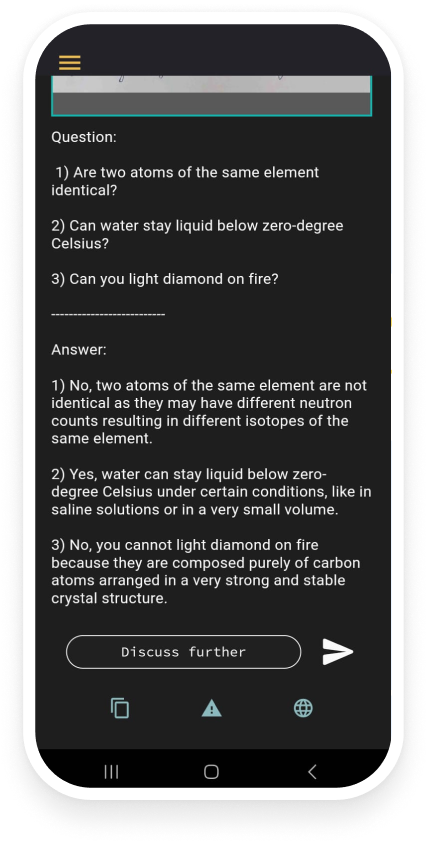 Question:
1) Are two atoms of the same element
identical?
2) Can water stay liquid below zero-degree
Celsius?
3) Can you light diamond on fire?
--------------------------
Answer:
1) No, two atoms of the same element are not
identical as they may have different neutron
counts resulting in different isotopes of the
same element.
2) Yes, water can stay liquid below zero-
degree Celsius under certain conditions, like in
saline solutions or in a very small volume.
3) No, you cannot light diamond on fire
because they are composed purely of carbon
atoms arranged in a very strong and stable
crystal structure.
Discuss further